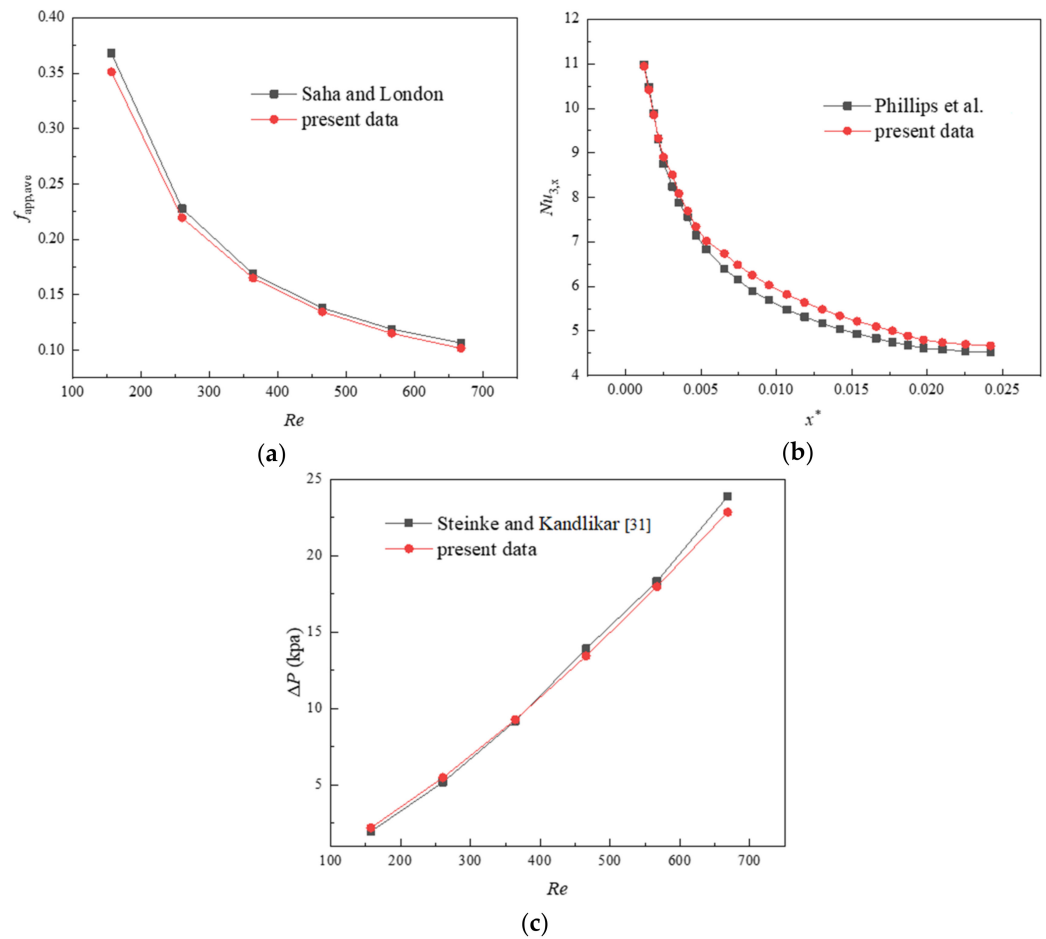 0.40
0.35
0.30
0.25
0.20
0.15
0.10
f app,ave
Saha and London
present data
100 200 300 400 500 600 700
Re
(a)
12
11
10
9
8
7
6
5
4
Nu3,x
Phillips et al.
present data
0.000 0.005 0.010 0.015 0.020 0.025
x*
(b)
25
20
15
10
5
ΔP (kpa)
Steinke and Kandlikar [31]
present data
100 200 300 400 500 600 700
Re
(c)